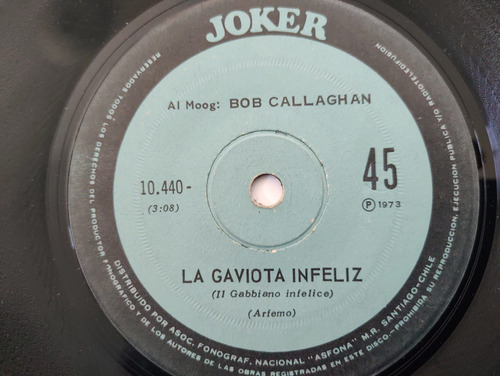 JOKER
Al Moog: BOB CALLAGHAN
10.440-
(3:08)
45
Ⓟ 1973
LA GAVIOTA INFELIZ
(Il Gabbiano infelice)
(Artemo)
RESERVADOS TODOS LOS DERECHOS DEL PRODUCTOR FONOGRAFICO Y DE LOS AUTORES DE LAS OBRAS REGISTRADAS EN ESTE DISCO.- PROHIBIDA SU REPRODUCCION, EJECUCION PUBLICA Y/O RADIOTELEDIFUSION
DISTRIBUIDO POR ASOC. FONOGRAF. NACIONAL "ASFONA" M.R. SANTIAGO-CHILE